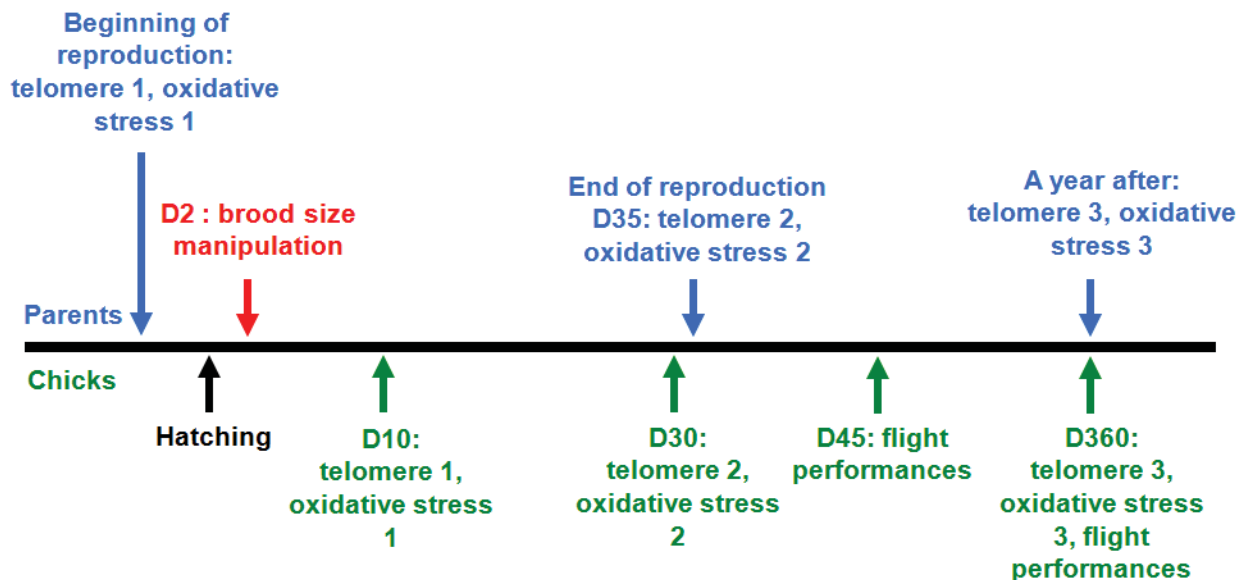 Beginning of
reproduction:
telomere 1, oxidative
stress 1
D2 : brood size
manipulation
End of reproduction
D35: telomere 2,
oxidative stress 2
A year after:
telomere 3, oxidative
stress 3
Parents
Chicks
Hatching
D10:
telomere 1,
oxidative stress
1
D30:
telomere 2,
oxidative stress
2
D45: flight
performances
D360:
telomere 3,
oxidative stress
3, flight
performances